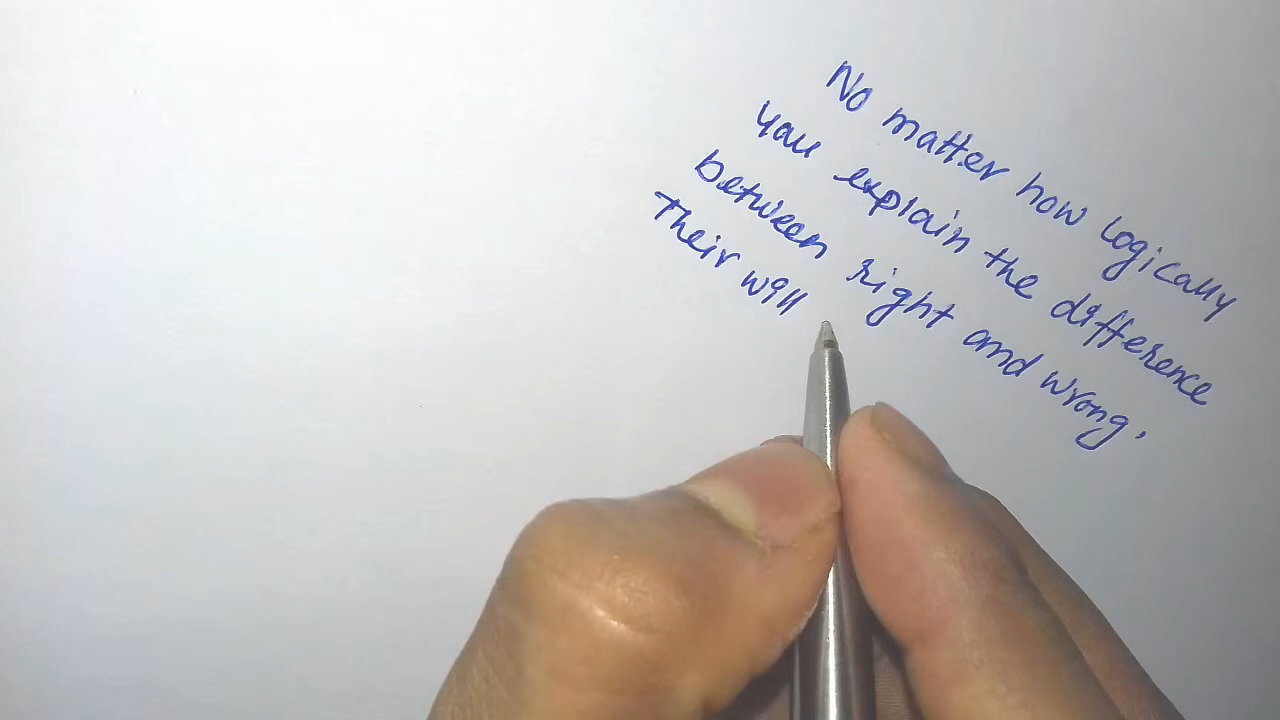 No matter how logically
you explain the difference
between right and wrong,
Their will